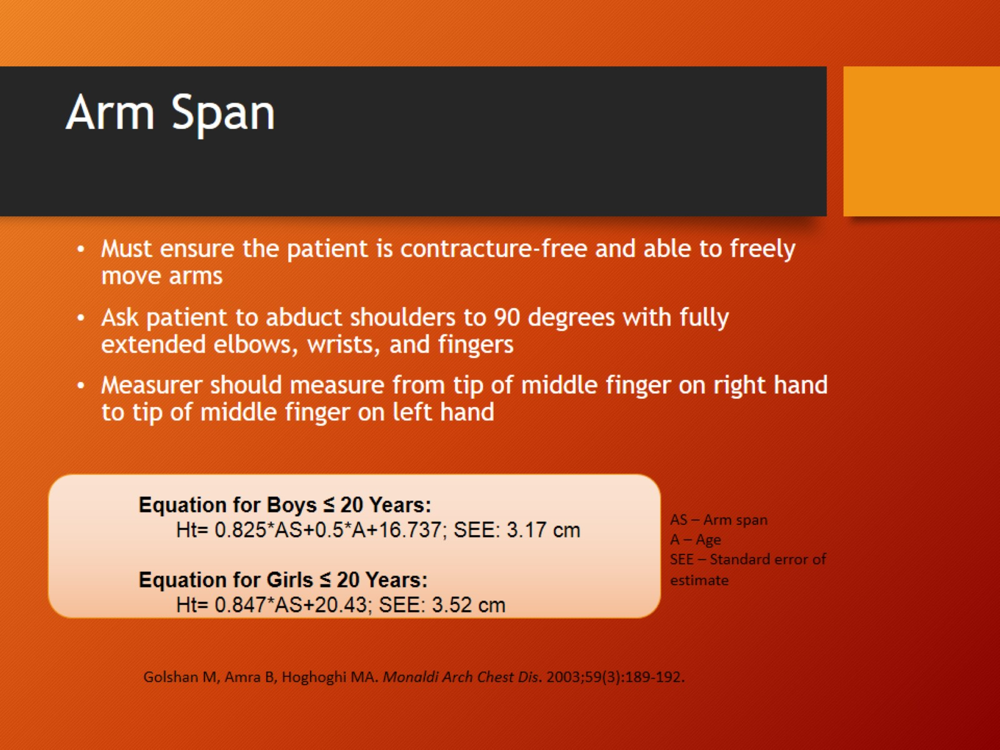 Arm Span
• Must ensure the patient is contracture-free and able to freely
move arms
• Ask patient to abduct shoulders to 90 degrees with fully
extended elbows, wrists, and fingers
• Measurer should measure from tip of middle finger on right hand
to tip of middle finger on left hand
Equation for Boys ≤ 20 Years:
Ht= 0.825*AS+0.5*A+16.737; SEE: 3.17 cm
Equation for Girls ≤ 20 Years:
Ht= 0.847*AS+20.43; SEE: 3.52 cm
AS – Arm span
A – Age
SEE – Standard error of
estimate
Golshan M, Amra B, Hoghoghi MA. Monaldi Arch Chest Dis. 2003;59(3):189-192.